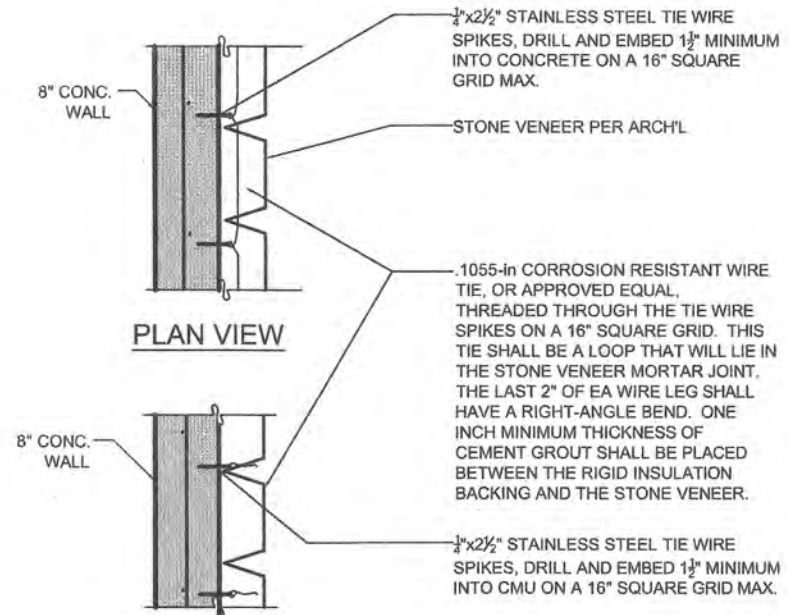 ¼"x2½" STAINLESS STEEL TIE WIRE
SPIKES, DRILL AND EMBED 1½" MINIMUM
INTO CONCRETE ON A 16" SQUARE
GRID MAX.
8" CONC.
WALL
STONE VENEER PER ARCH'L
.1055-in CORROSION RESISTANT WIRE
TIE, OR APPROVED EQUAL,
THREADED THROUGH THE TIE WIRE
SPIKES ON A 16" SQUARE GRID. THIS
TIE SHALL BE A LOOP THAT WILL LIE IN
THE STONE VENEER MORTAR JOINT.
THE LAST 2" OF EA WIRE LEG SHALL
HAVE A RIGHT-ANGLE BEND. ONE
INCH MINIMUM THICKNESS OF
CEMENT GROUT SHALL BE PLACED
BETWEEN THE RIGID INSULATION
BACKING AND THE STONE VENEER.
PLAN VIEW
8" CONC.
WALL
¼"x2½" STAINLESS STEEL TIE WIRE
SPIKES, DRILL AND EMBED 1½" MINIMUM
INTO CMU ON A 16" SQUARE GRID MAX.